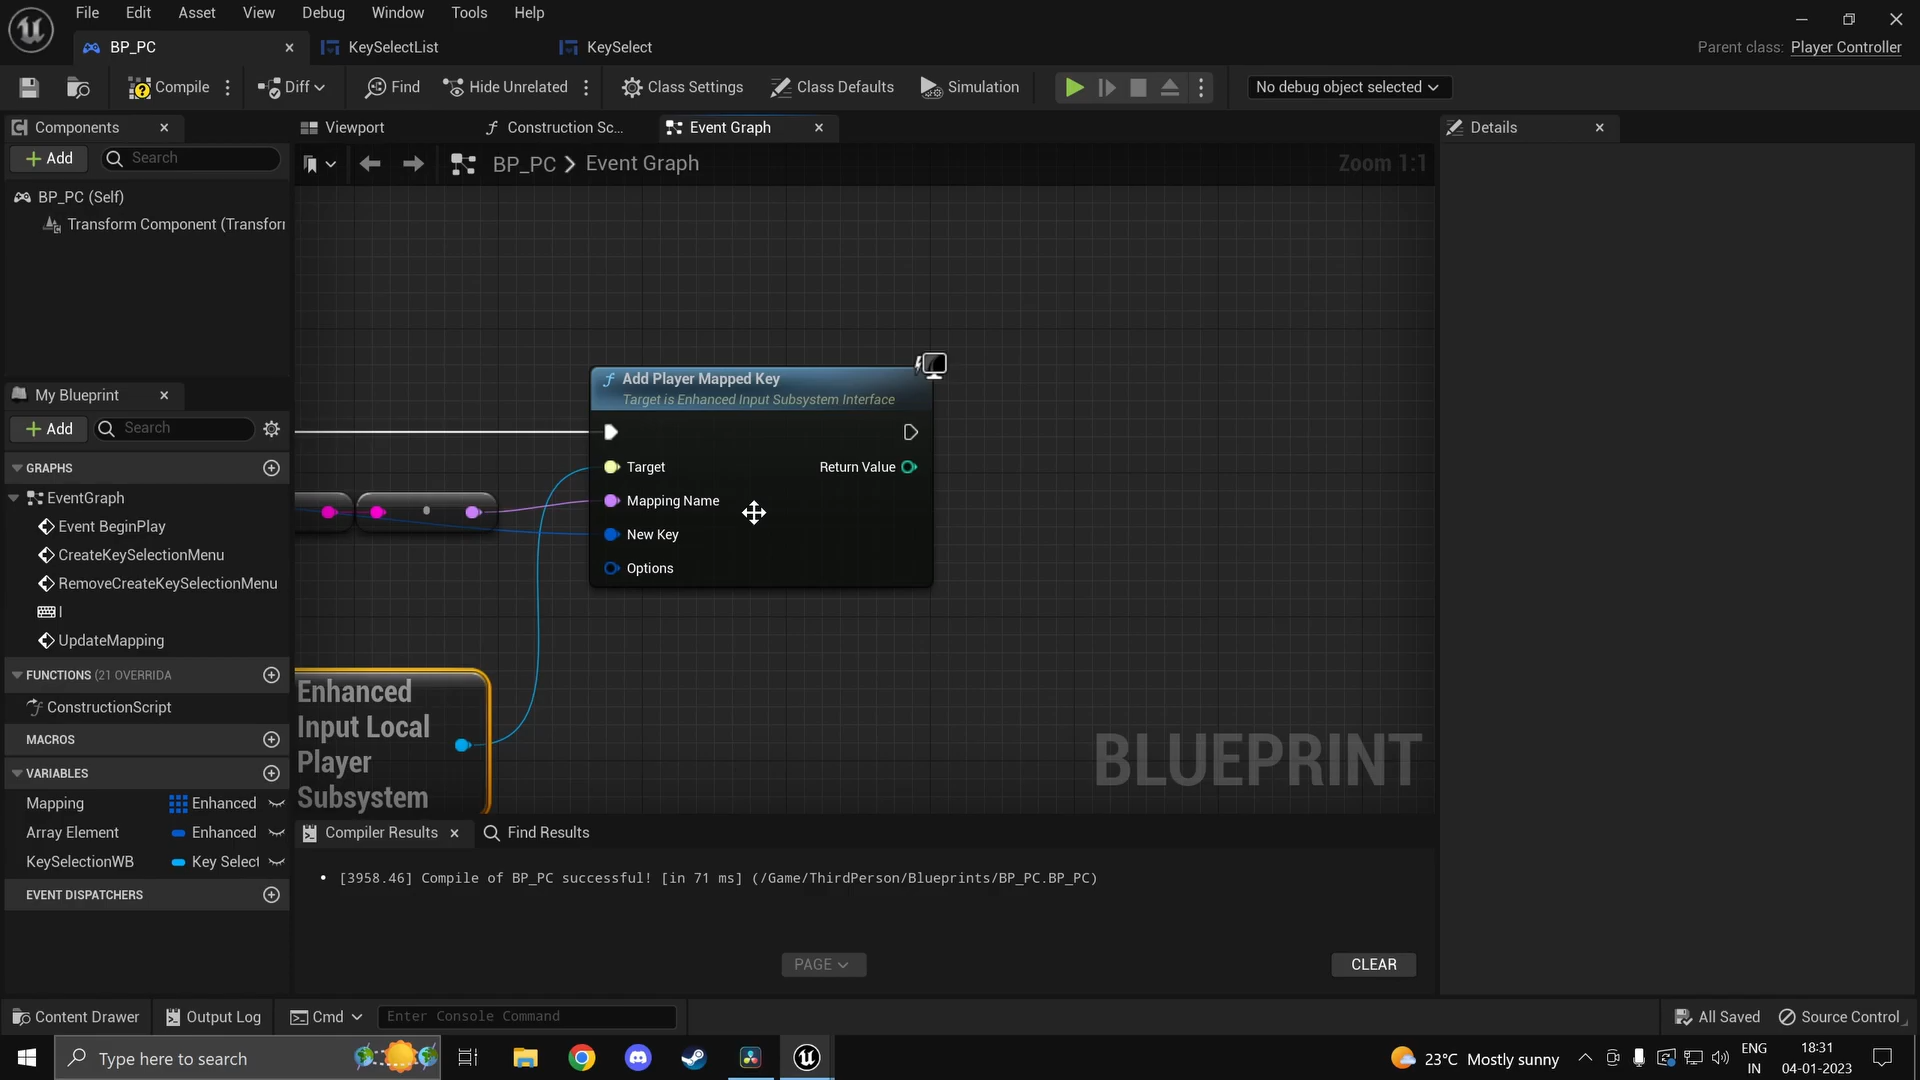 File Edit Asset View Debug Window Tools Help
BP_PC
KeySelectList
KeySelect
Parent class: Player Controller
Compile
Diff
Find
Hide Unrelated
Class Settings
Class Defaults
Simulation
No debug object selected
Components
Viewport
Construction Sc...
Event Graph
Details
Add
Search
BP_PC > Event Graph
Zoom 1:1
BP_PC (Self)
Transform Component (Transfor
My Blueprint
Add
Search
GRAPHS
EventGraph
Event BeginPlay
CreateKeySelectionMenu
RemoveCreateKeySelectionMenu
I
UpdateMapping
FUNCTIONS (21 OVERRIDA
ConstructionScript
MACROS
VARIABLES
Mapping Enhanced
Array Element Enhanced
KeySelectionWB Key Select
EVENT DISPATCHERS
Add Player Mapped Key
Target is Enhanced Input Subsystem Interface
Target
Return Value
Mapping Name
New Key
Options
Enhanced
Input Local
Player
Subsystem
BLUEPRINT
Compiler Results
Find Results
• [3958.46] Compile of BP_PC successful! [in 71 ms] (/Game/ThirdPerson/Blueprints/BP_PC.BP_PC)
PAGE
CLEAR
Content Drawer
Output Log
Cmd
Enter Console Command
All Saved
Source Control
Type here to search
23°C Mostly sunny
ENG
IN
18:31
04-01-2023